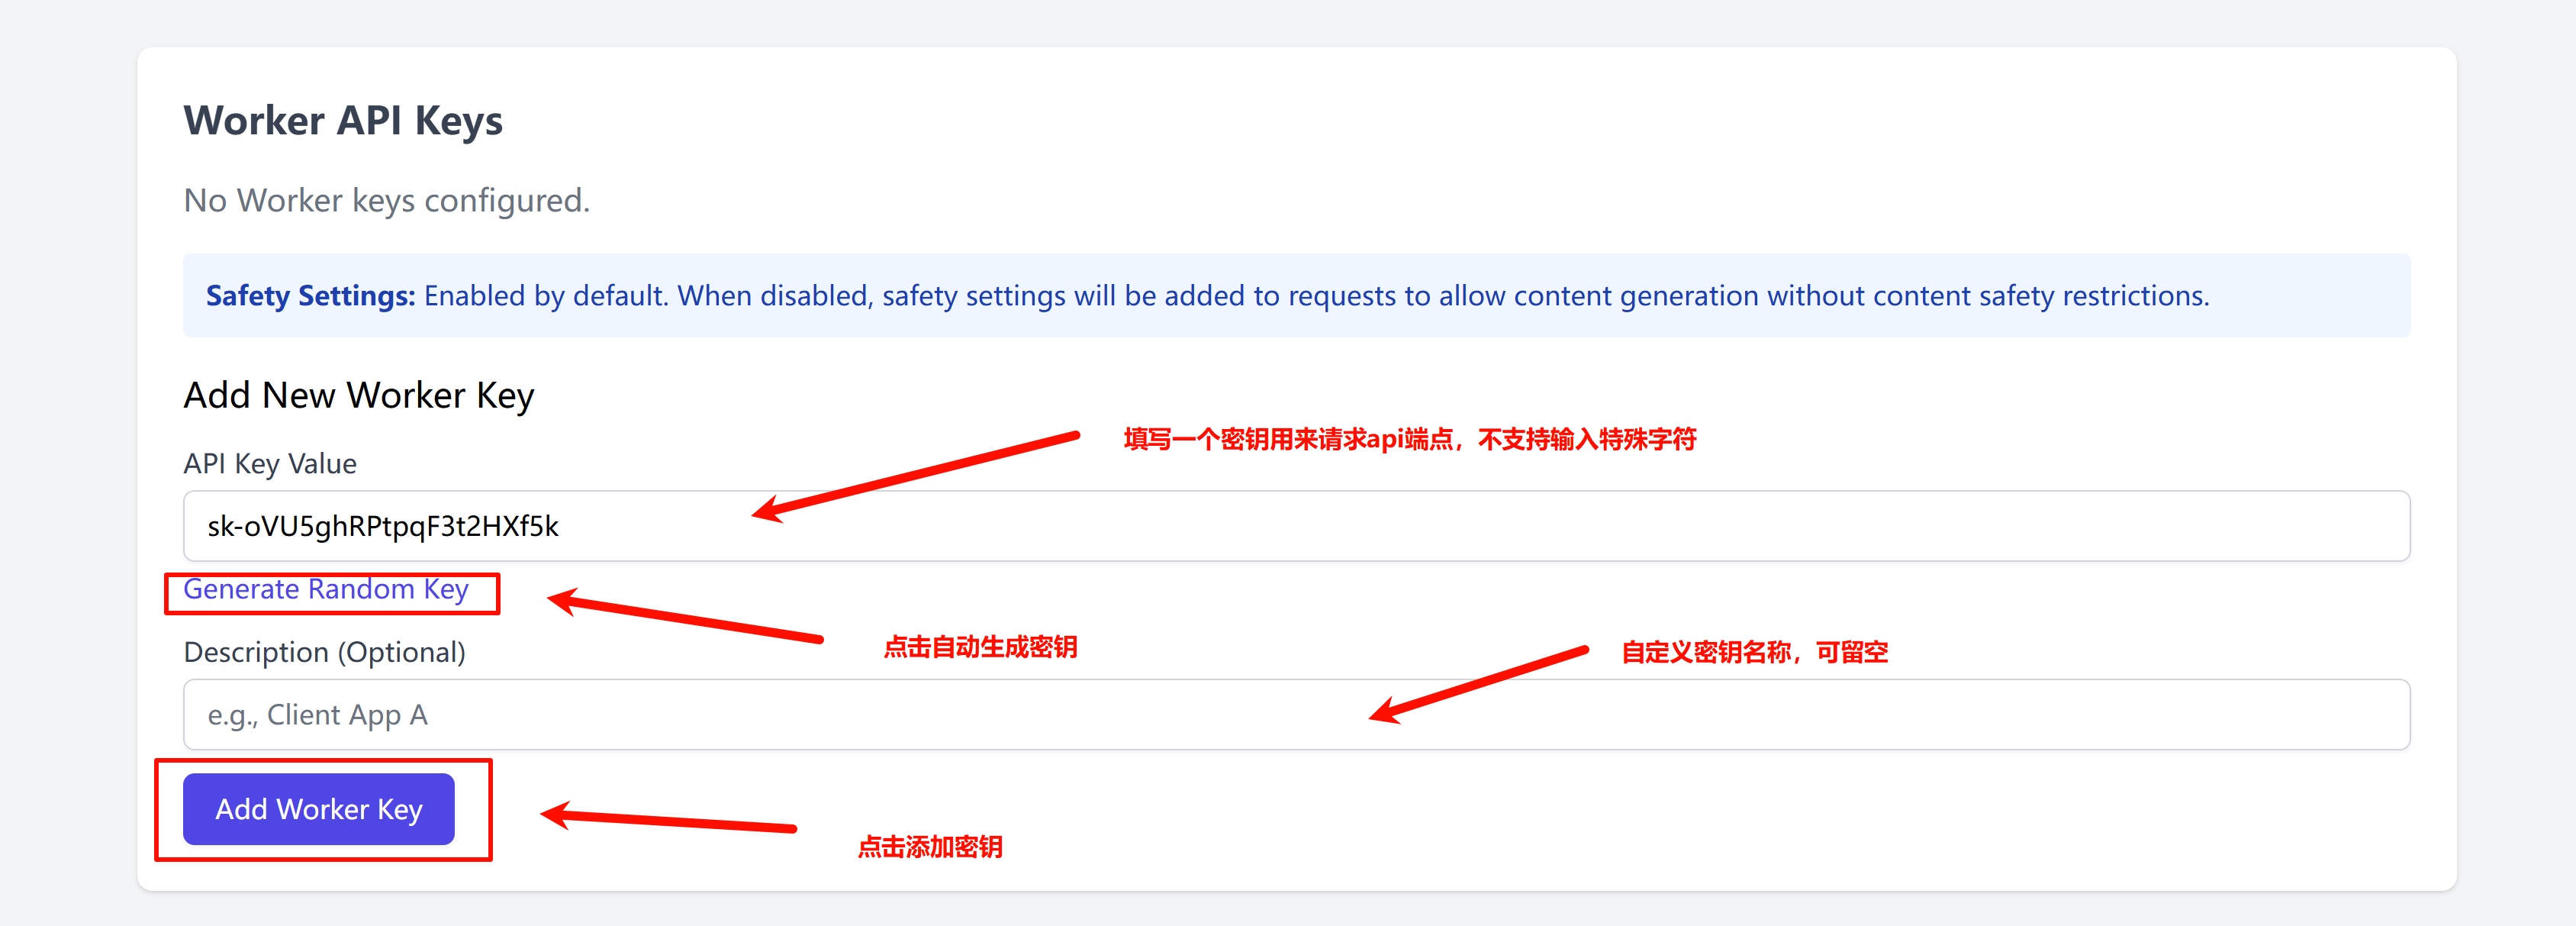 Worker API Keys
No Worker keys configured.
Safety Settings: Enabled by default. When disabled, safety settings will be added to requests to allow content generation without content safety restrictions.
Add New Worker Key
填写一个密钥用来请求api端点，不支持输入特殊字符
API Key Value
sk-oVU5ghRPtpqF3t2HXf5k
Generate Random Key
点击自动生成密钥
Description (Optional)
自定义密钥名称，可留空
e.g., Client App A
Add Worker Key
点击添加密钥